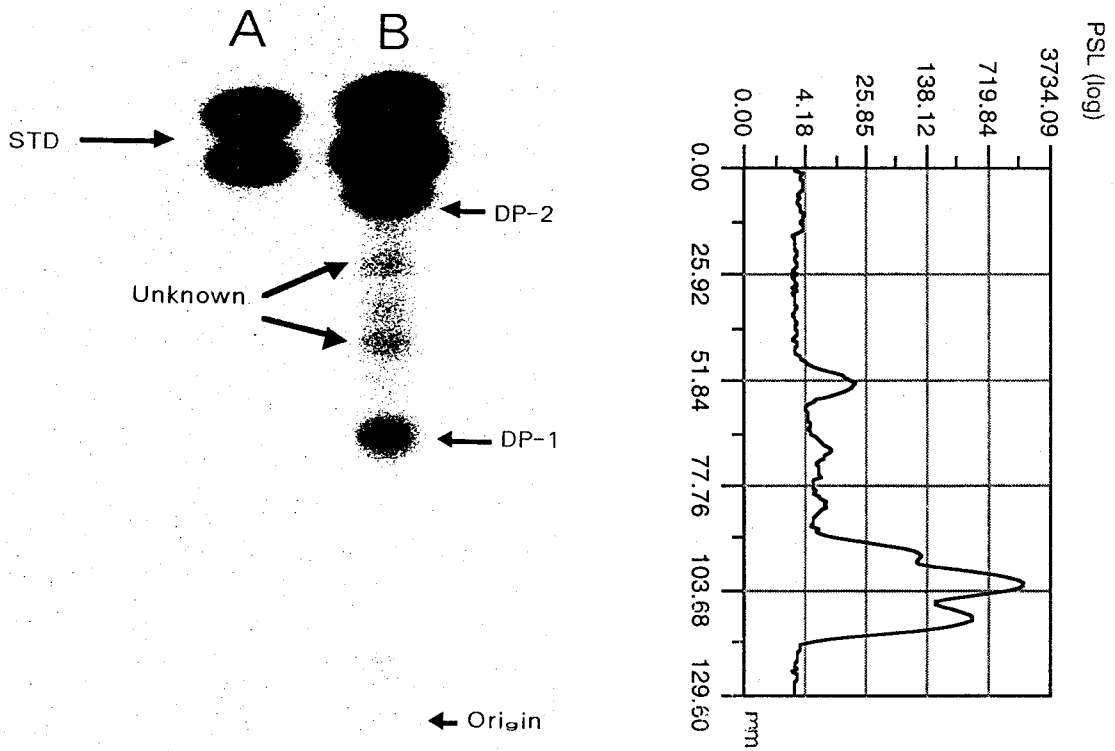 A
B
STD
DP-2
Unknown
DP-1
Origin
PSL (log)
0.00
4.18
25.85
138.12
719.84
3734.09
0.00
25.92
51.84
77.76
103.68
129.60
mm